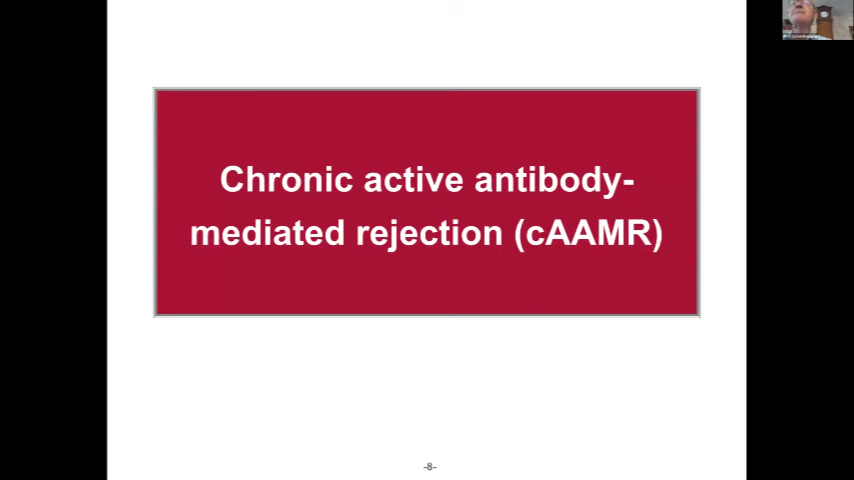 Chronic active antibody-
mediated rejection (cAAMR)
-8-